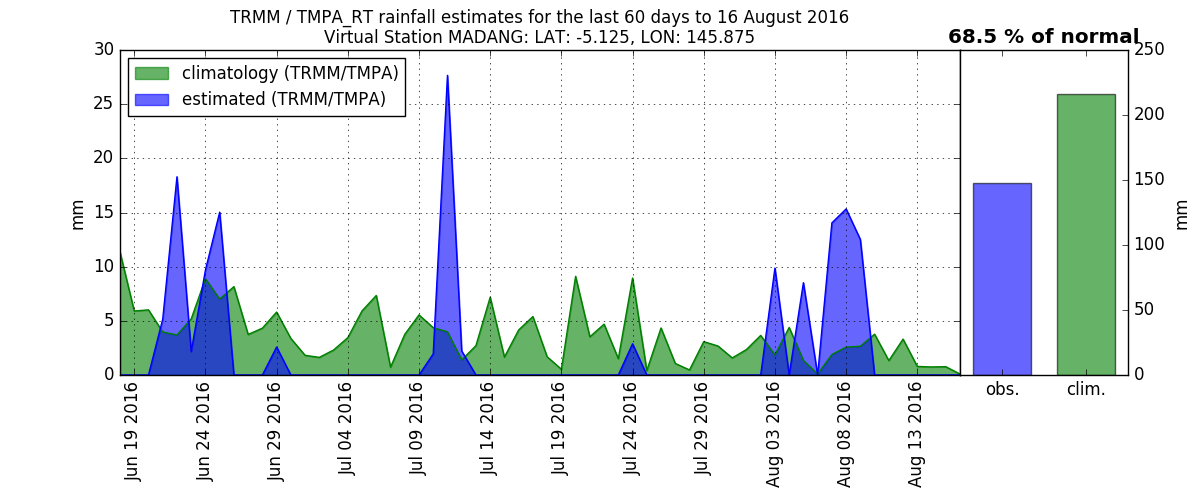 TRMM / TMPA_RT rainfall estimates for the last 60 days to 16 August 2016
Virtual Station MADANG: LAT: -5.125, LON: 145.875
68.5 % of normal
climatology (TRMM/TMPA)
estimated (TRMM/TMPA)
mm
30
25
20
15
10
5
0
Jun 19 2016
Jun 24 2016
Jun 29 2016
Jul 04 2016
Jul 09 2016
Jul 14 2016
Jul 19 2016
Jul 24 2016
Jul 29 2016
Aug 03 2016
Aug 08 2016
Aug 13 2016
obs.
clim.
250
200
150
100
50
0
mm